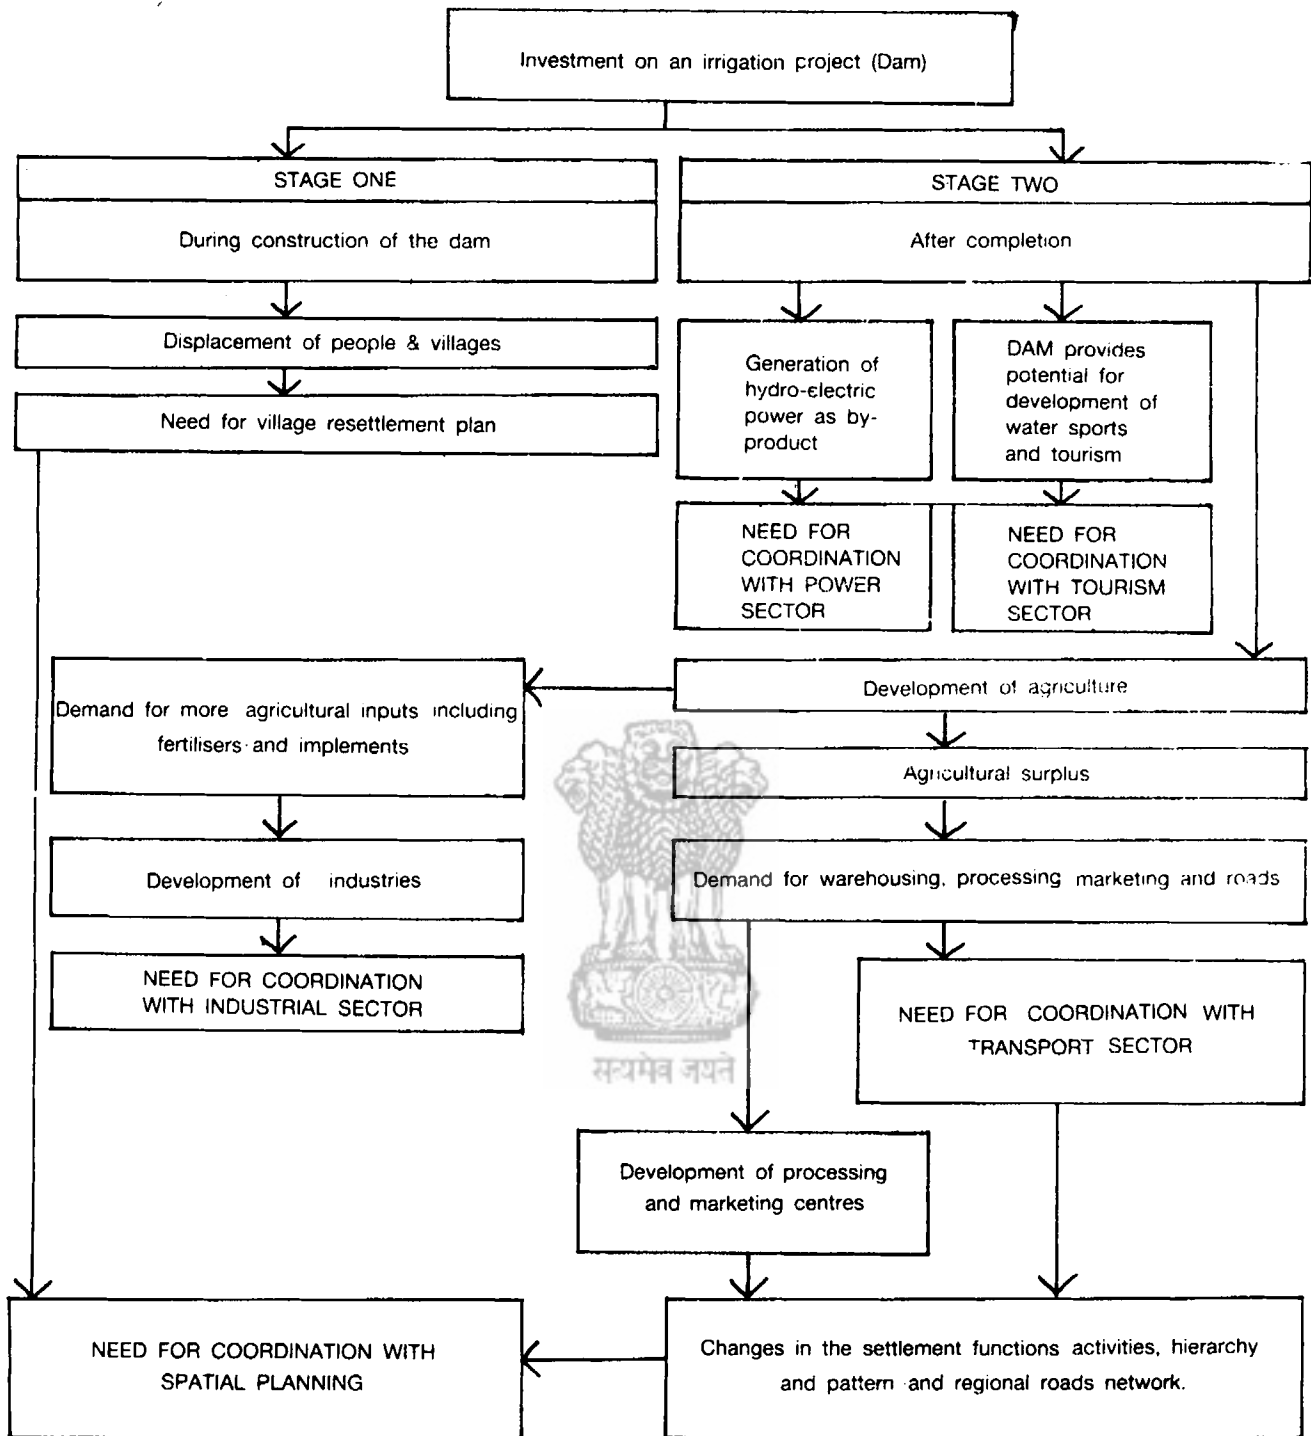 Investment on an irrigation project (Dam)
STAGE ONE
During construction of the dam
Displacement of people & villages
Need for village resettlement plan
STAGE TWO
After completion
Generation of
hydro-electric
power as by-
product
DAM provides
potential for
development of
water sports
and tourism
NEED FOR
COORDINATION
WITH POWER
SECTOR
NEED FOR
COORDINATION
WITH TOURISM
SECTOR
Development of agriculture
Demand for more agricultural inputs including
fertilisers and implements
Agricultural surplus
Development of industries
Demand for warehousing, processing marketing and roads
NEED FOR COORDINATION
WITH INDUSTRIAL SECTOR
NEED FOR COORDINATION WITH
TRANSPORT SECTOR
सत्यमेव जयते
Development of processing
and marketing centres
NEED FOR COORDINATION WITH
SPATIAL PLANNING
Changes in the settlement functions activities, hierarchy
and pattern and regional roads network.